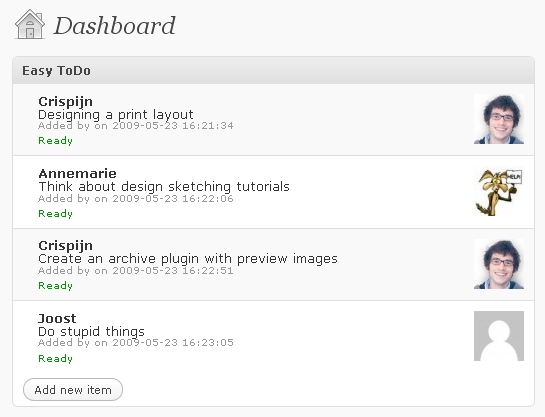 Dashboard
Easy ToDo
Crispijn
Designing a print layout
Added by on 2009-05-23 16:21:34
Ready
Annemarie
Think about design sketching tutorials
Added by on 2009-05-23 16:22:06
Ready
HELP!
Crispijn
Create an archive plugin with preview images
Added by on 2009-05-23 16:22:51
Ready
Joost
Do stupid things
Added by on 2009-05-23 16:23:05
Ready
Add new item